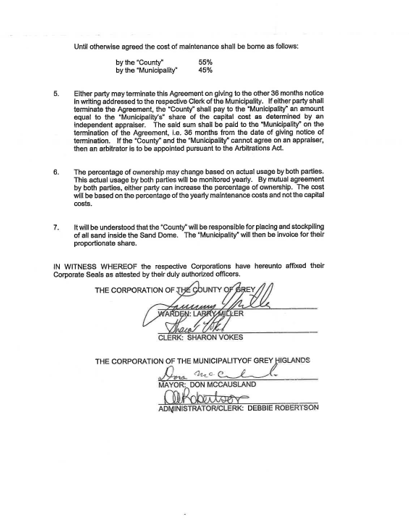 Until otherwise agreed the cost of maintenance shall be borne as follows:
by the "County" 55%
by the "Municipality" 45%
5. Either party may terminate this Agreement on giving to the other 36 months notice
in writing addressed to the respective Clerk of the Municipality. If either party shall
terminate the Agreement, the "County" shall pay to the "Municipality" an amount
equal to the "Municipality's" share of the capital cost as determined by an
independent appraiser. The said sum shall be paid to the "Municipality" on the
termination of the Agreement, i.e. 36 months from the date of giving notice of
termination. If the "County" and the "Municipality" cannot agree on an appraiser,
then an arbitrator is to be appointed pursuant to the Arbitrations Act.
6. The percentage of ownership may change based on actual usage by both parties.
This actual usage by both parties will be monitored yearly. By mutual agreement
by both parties, either party can increase the percentage of ownership. The cost
will be based on the percentage of the yearly maintenance costs and not the capital
costs.
7. It will be understood that the "County" will be responsible for placing and stockpiling
of all sand inside the Sand Dome. The "Municipality" will then be invoice for their
proportionate share.
IN WITNESS WHEREOF the respective Corporations have hereunto affixed their
Corporate Seals as attested by their duly authorized officers.
THE CORPORATION OF THE COUNTY OF GREY
WARDEN: LARRY MILLER
Sharon Vokes
CLERK: SHARON VOKES
THE CORPORATION OF THE MUNICIPALITYOF GREY HIGLANDS
Don McCausland
MAYOR: DON MCCAUSLAND
D Robertson
ADMINISTRATOR/CLERK: DEBBIE ROBERTSON